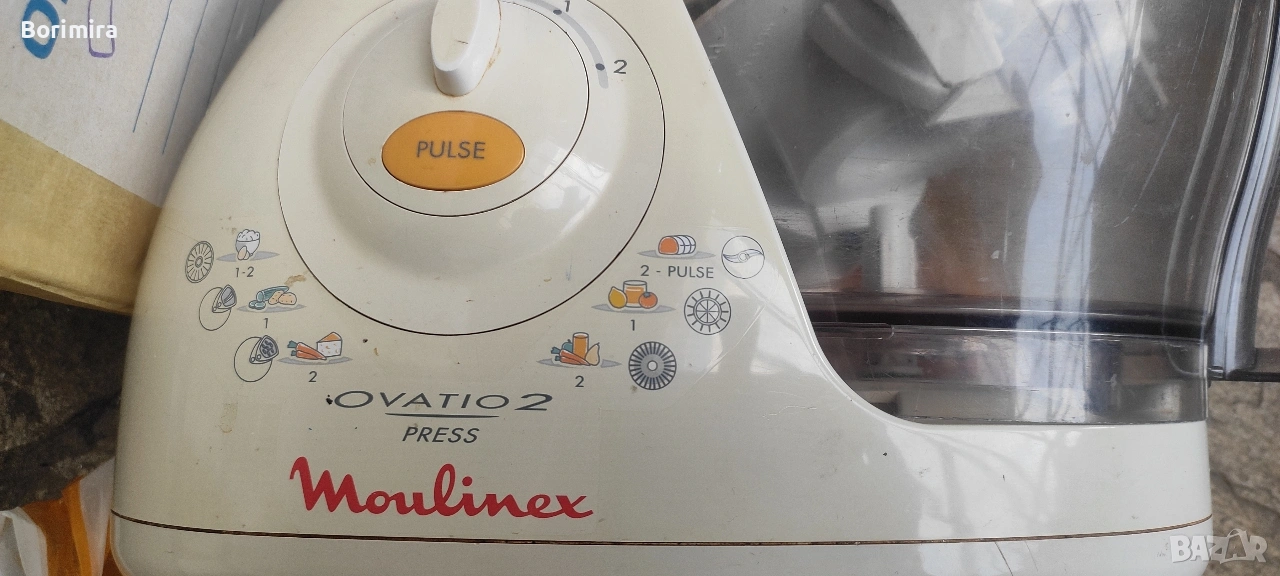 Borimira
1
2
PULSE
1-2
2 - PULSE
1
1
2
2
OVATIO 2
PRESS
Moulinex
BAZAR